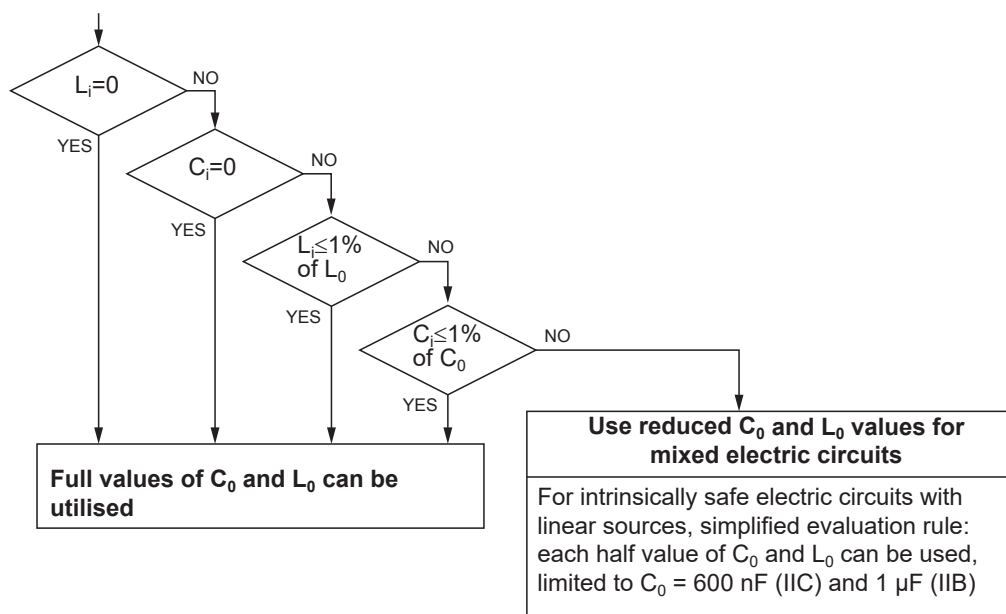 Lᵢ=0
NO
YES
Cᵢ=0
NO
YES
Lᵢ≤1%
of L₀
NO
YES
Cᵢ≤1%
of C₀
NO
YES
Full values of C₀ and L₀ can be
utilised
Use reduced C₀ and L₀ values for
mixed electric circuits
For intrinsically safe electric circuits with
linear sources, simplified evaluation rule:
each half value of C₀ and L₀ can be used,
limited to C₀ = 600 nF (IIC) and 1 µF (IIB)